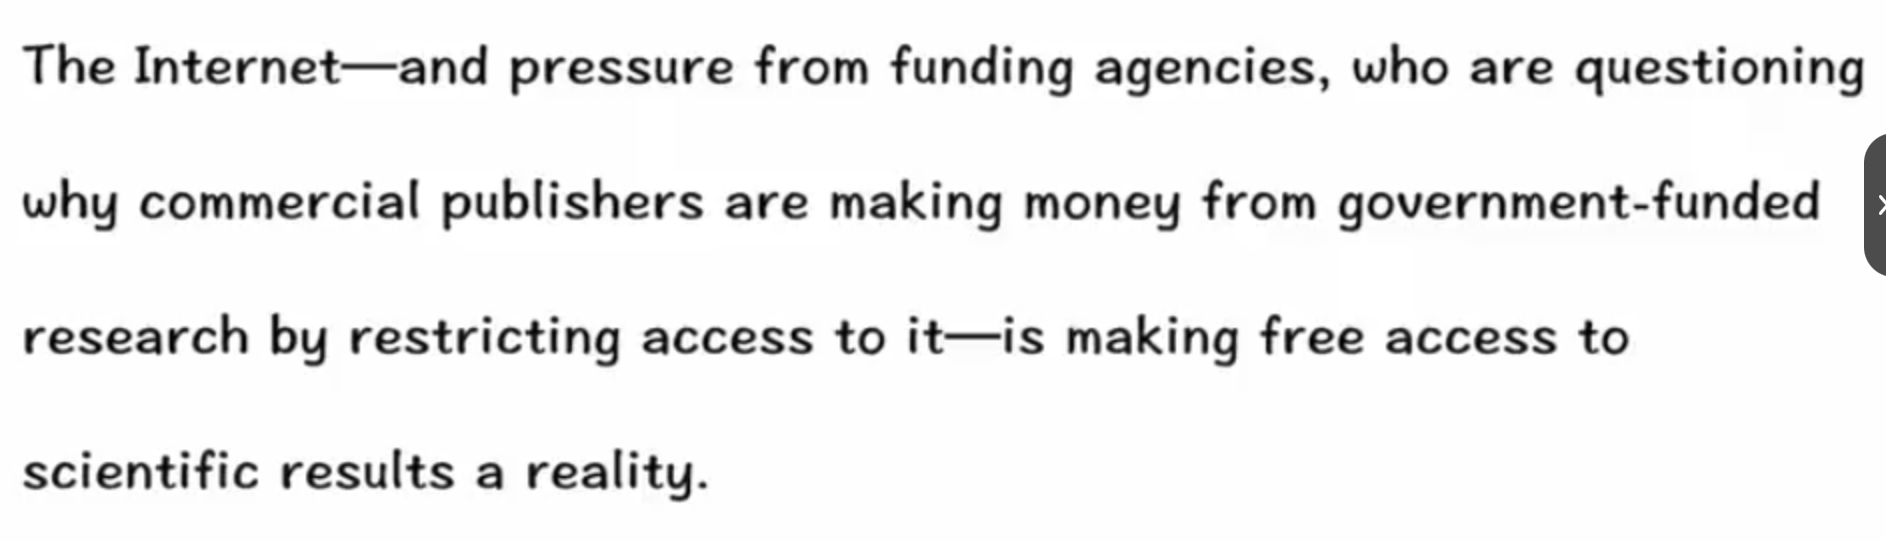 The Internet—and pressure from funding agencies, who are questioning
why commercial publishers are making money from government-funded
research by restricting access to it—is making free access to
scientific results a reality.